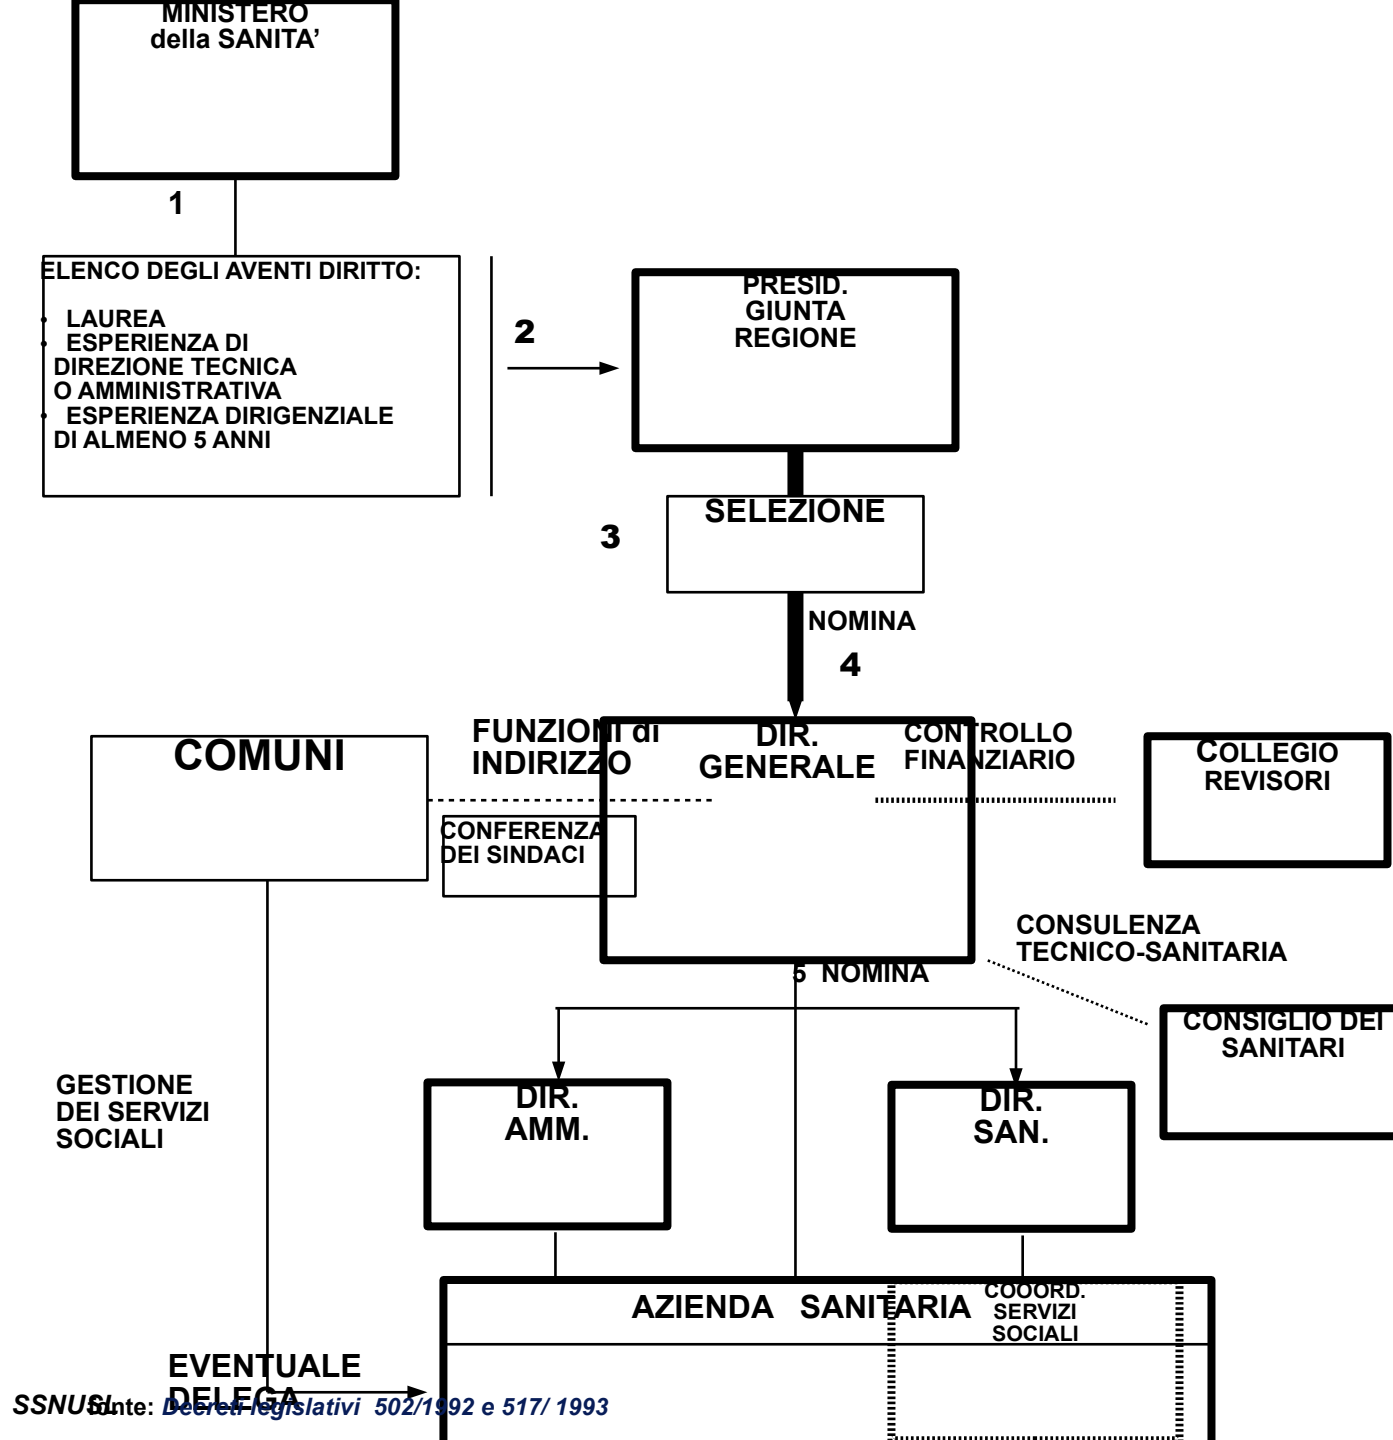 MINISTERO
della SANITA’
1
ELENCO DEGLI AVENTI DIRITTO:
• LAUREA
• ESPERIENZA DI
DIREZIONE TECNICA
O AMMINISTRATIVA
• ESPERIENZA DIRIGENZIALE
DI ALMENO 5 ANNI
2
PRESID.
GIUNTA
REGIONE
SELEZIONE
3
NOMINA
4
COMUNI
FUNZIONI di
INDIRIZZO
DIR.
GENERALE
CONTROLLO
FINANZIARIO
COLLEGIO
REVISORI
CONFERENZA
DEI SINDACI
CONSULENZA
TECNICO-SANITARIA
5 NOMINA
CONSIGLIO DEI
SANITARI
GESTIONE
DEI SERVIZI
SOCIALI
DIR.
AMM.
DIR.
SAN.
AZIENDA SANITARIA
COOORD.
SERVIZI
SOCIALI
EVENTUALE
DELEGA
SSNUSL
fonte: Decreti legislativi 502/1992 e 517/ 1993